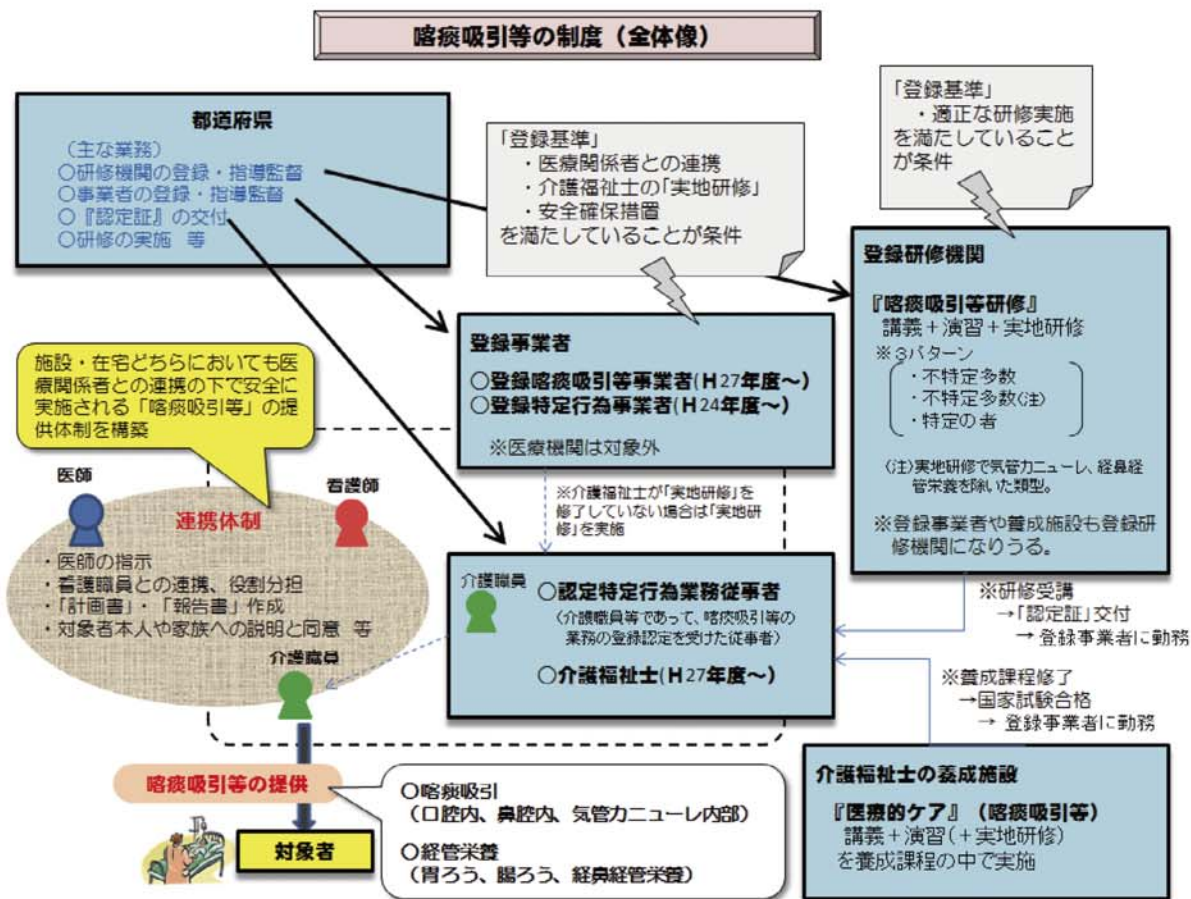 喀痰吸引等の制度（全体像）
都道府県
（主な業務）
○研修機関の登録・指導監督
○事業者の登録・指導監督
○『認定証』の交付
○研修の実施 等
「登録基準」
・医療関係者との連携
・介護福祉士の「実地研修」
・安全確保措置
を満たしていることが条件
「登録基準」
・適正な研修実施
を満たしていること
が条件
登録研修機関
『喀痰吸引等研修』
講義＋演習＋実地研修
※３パターン
・不特定多数
・不特定多数(注)
・特定の者
〈注〉実地研修で気管カニューレ、経鼻経
管栄養を除いた類型。
※登録事業者や養成施設も登録研
修機関になりうる。
登録事業者
○登録喀痰吸引等事業者(Ｈ27年度～)
○登録特定行為事業者(Ｈ24年度～)
※医療機関は対象外
施設・在宅どちらにおいても医
療関係者との連携の下で安全に
実施される「喀痰吸引等」の提
供体制を構築
医師
看護師
連携体制
・医師の指示
・看護職員との連携、役割分担
・「計画書」・「報告書」作成
・対象者本人や家族への説明と同意 等
介護職員
※介護福祉士が「実地研修」を
修了していない場合は「実地研
修」を実施
介護職員
○認定特定行為業務従事者
〈介護職員等であって、喀痰吸引等の
業務の登録認定を受けた従事者〉
○介護福祉士(Ｈ27年度～)
※研修受講
→「認定証」交付
→ 登録事業者に勤務
※養成課程修了
→国家試験合格
→ 登録事業者に勤務
喀痰吸引等の提供
対象者
○喀痰吸引
（口腔内、鼻腔内、気管カニューレ内部）
○経管栄養
（胃ろう、腸ろう、経鼻経管栄養）
介護福祉士の養成施設
『医療的ケア』（喀痰吸引等）
講義＋演習（＋実地研修）
を養成課程の中で実施